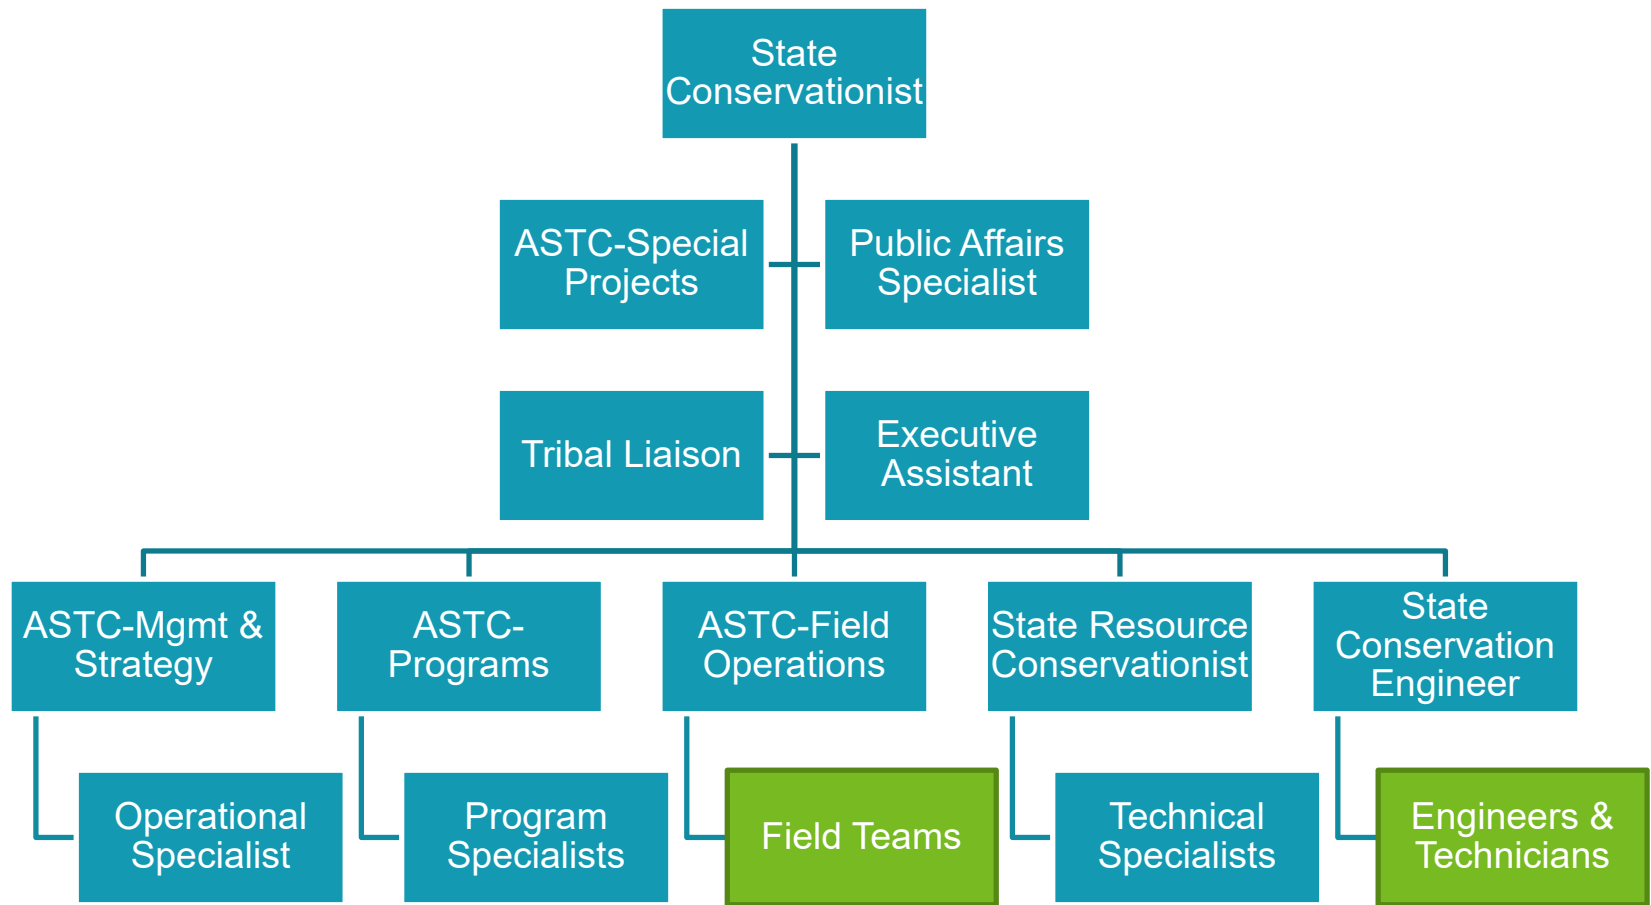 State
Conservationist
ASTC-Special
Projects
Public Affairs
Specialist
Tribal Liaison
Executive
Assistant
ASTC-Mgmt &
Strategy
ASTC-
Programs
ASTC-Field
Operations
State Resource
Conservationist
State
Conservation
Engineer
Operational
Specialist
Program
Specialists
Field Teams
Technical
Specialists
Engineers &
Technicians